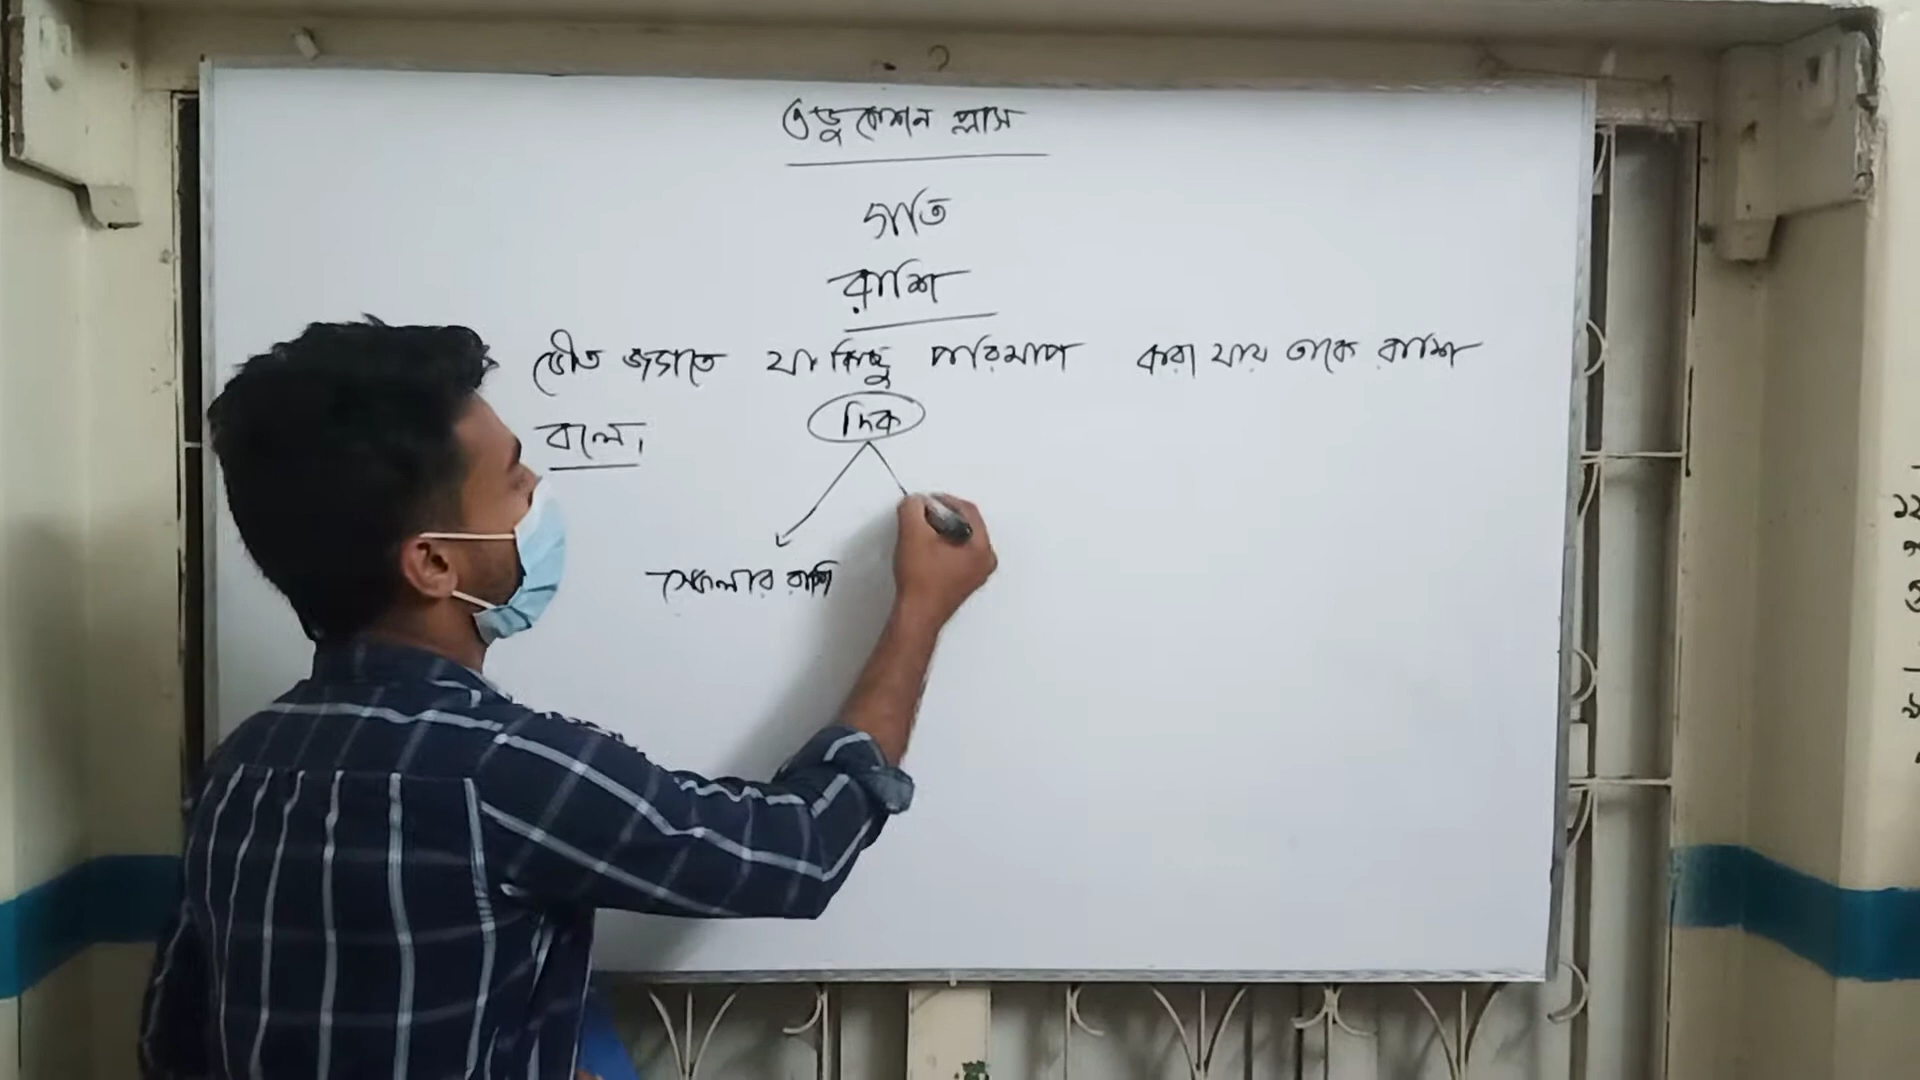 এডুকেশন প্লাস
গতি
রাশি
ভৌত জগতে যা কিছু পরিমাপ করা যায় তাকে রাশি
বলে।
দিক
স্কেলার রাশি